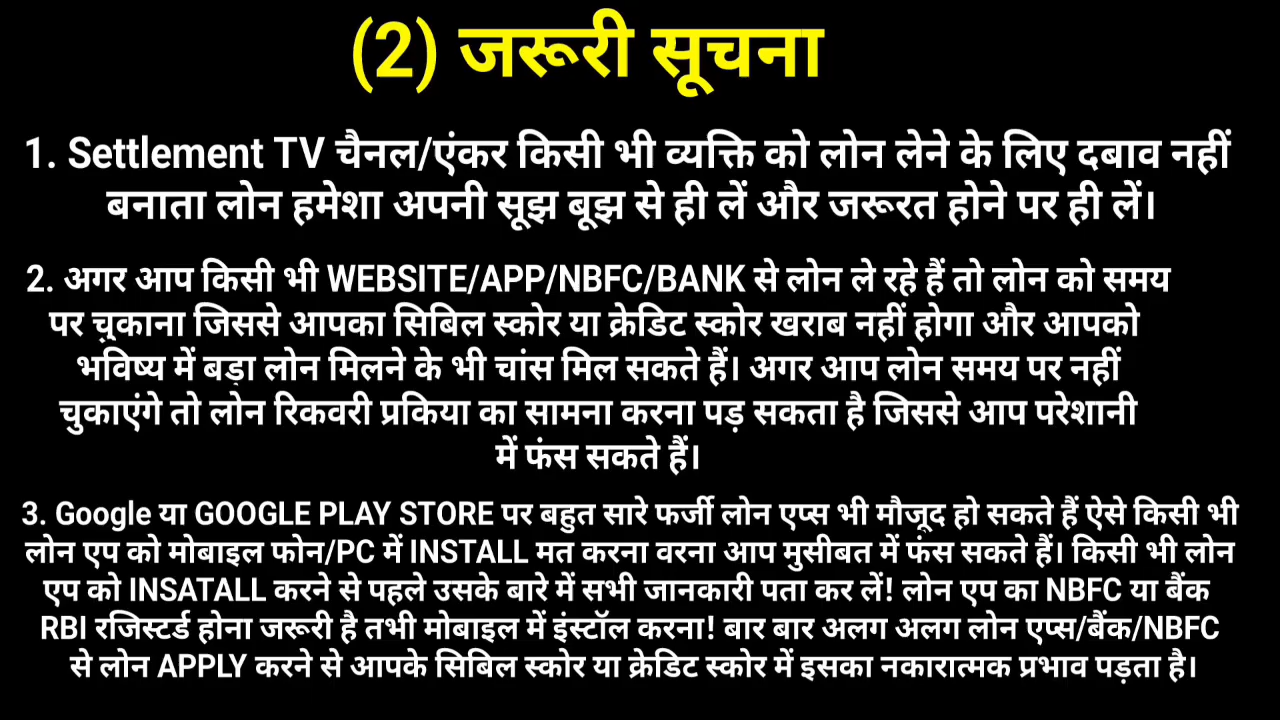 (2) जरूरी सूचना
1. Settlement TV चैनल/एंकर किसी भी व्यक्ति को लोन लेने के लिए दबाव नहीं
बनाता लोन हमेशा अपनी सूझ बूझ से ही लें और जरूरत होने पर ही लें।
2. अगर आप किसी भी WEBSITE/APP/NBFC/BANK से लोन ले रहे हैं तो लोन को समय
पर चुकाना जिससे आपका सिबिल स्कोर या क्रेडिट स्कोर खराब नहीं होगा और आपको
भविष्य में बड़ा लोन मिलने के भी चांस मिल सकते हैं। अगर आप लोन समय पर नहीं
चुकाएंगे तो लोन रिकवरी प्रकिया का सामना करना पड़ सकता है जिससे आप परेशानी
में फंस सकते हैं।
3. Google या GOOGLE PLAY STORE पर बहुत सारे फर्जी लोन एप्स भी मौजूद हो सकते हैं ऐसे किसी भी
लोन एप को मोबाइल फोन/PC में INSTALL मत करना वरना आप मुसीबत में फंस सकते हैं। किसी भी लोन
एप को INSATALL करने से पहले उसके बारे में सभी जानकारी पता कर लें! लोन एप का NBFC या बैंक
RBI रजिस्टर्ड होना जरूरी है तभी मोबाइल में इंस्टॉल करना! बार बार अलग अलग लोन एप्स/बैंक/NBFC
से लोन APPLY करने से आपके सिबिल स्कोर या क्रेडिट स्कोर में इसका नकारात्मक प्रभाव पड़ता है।